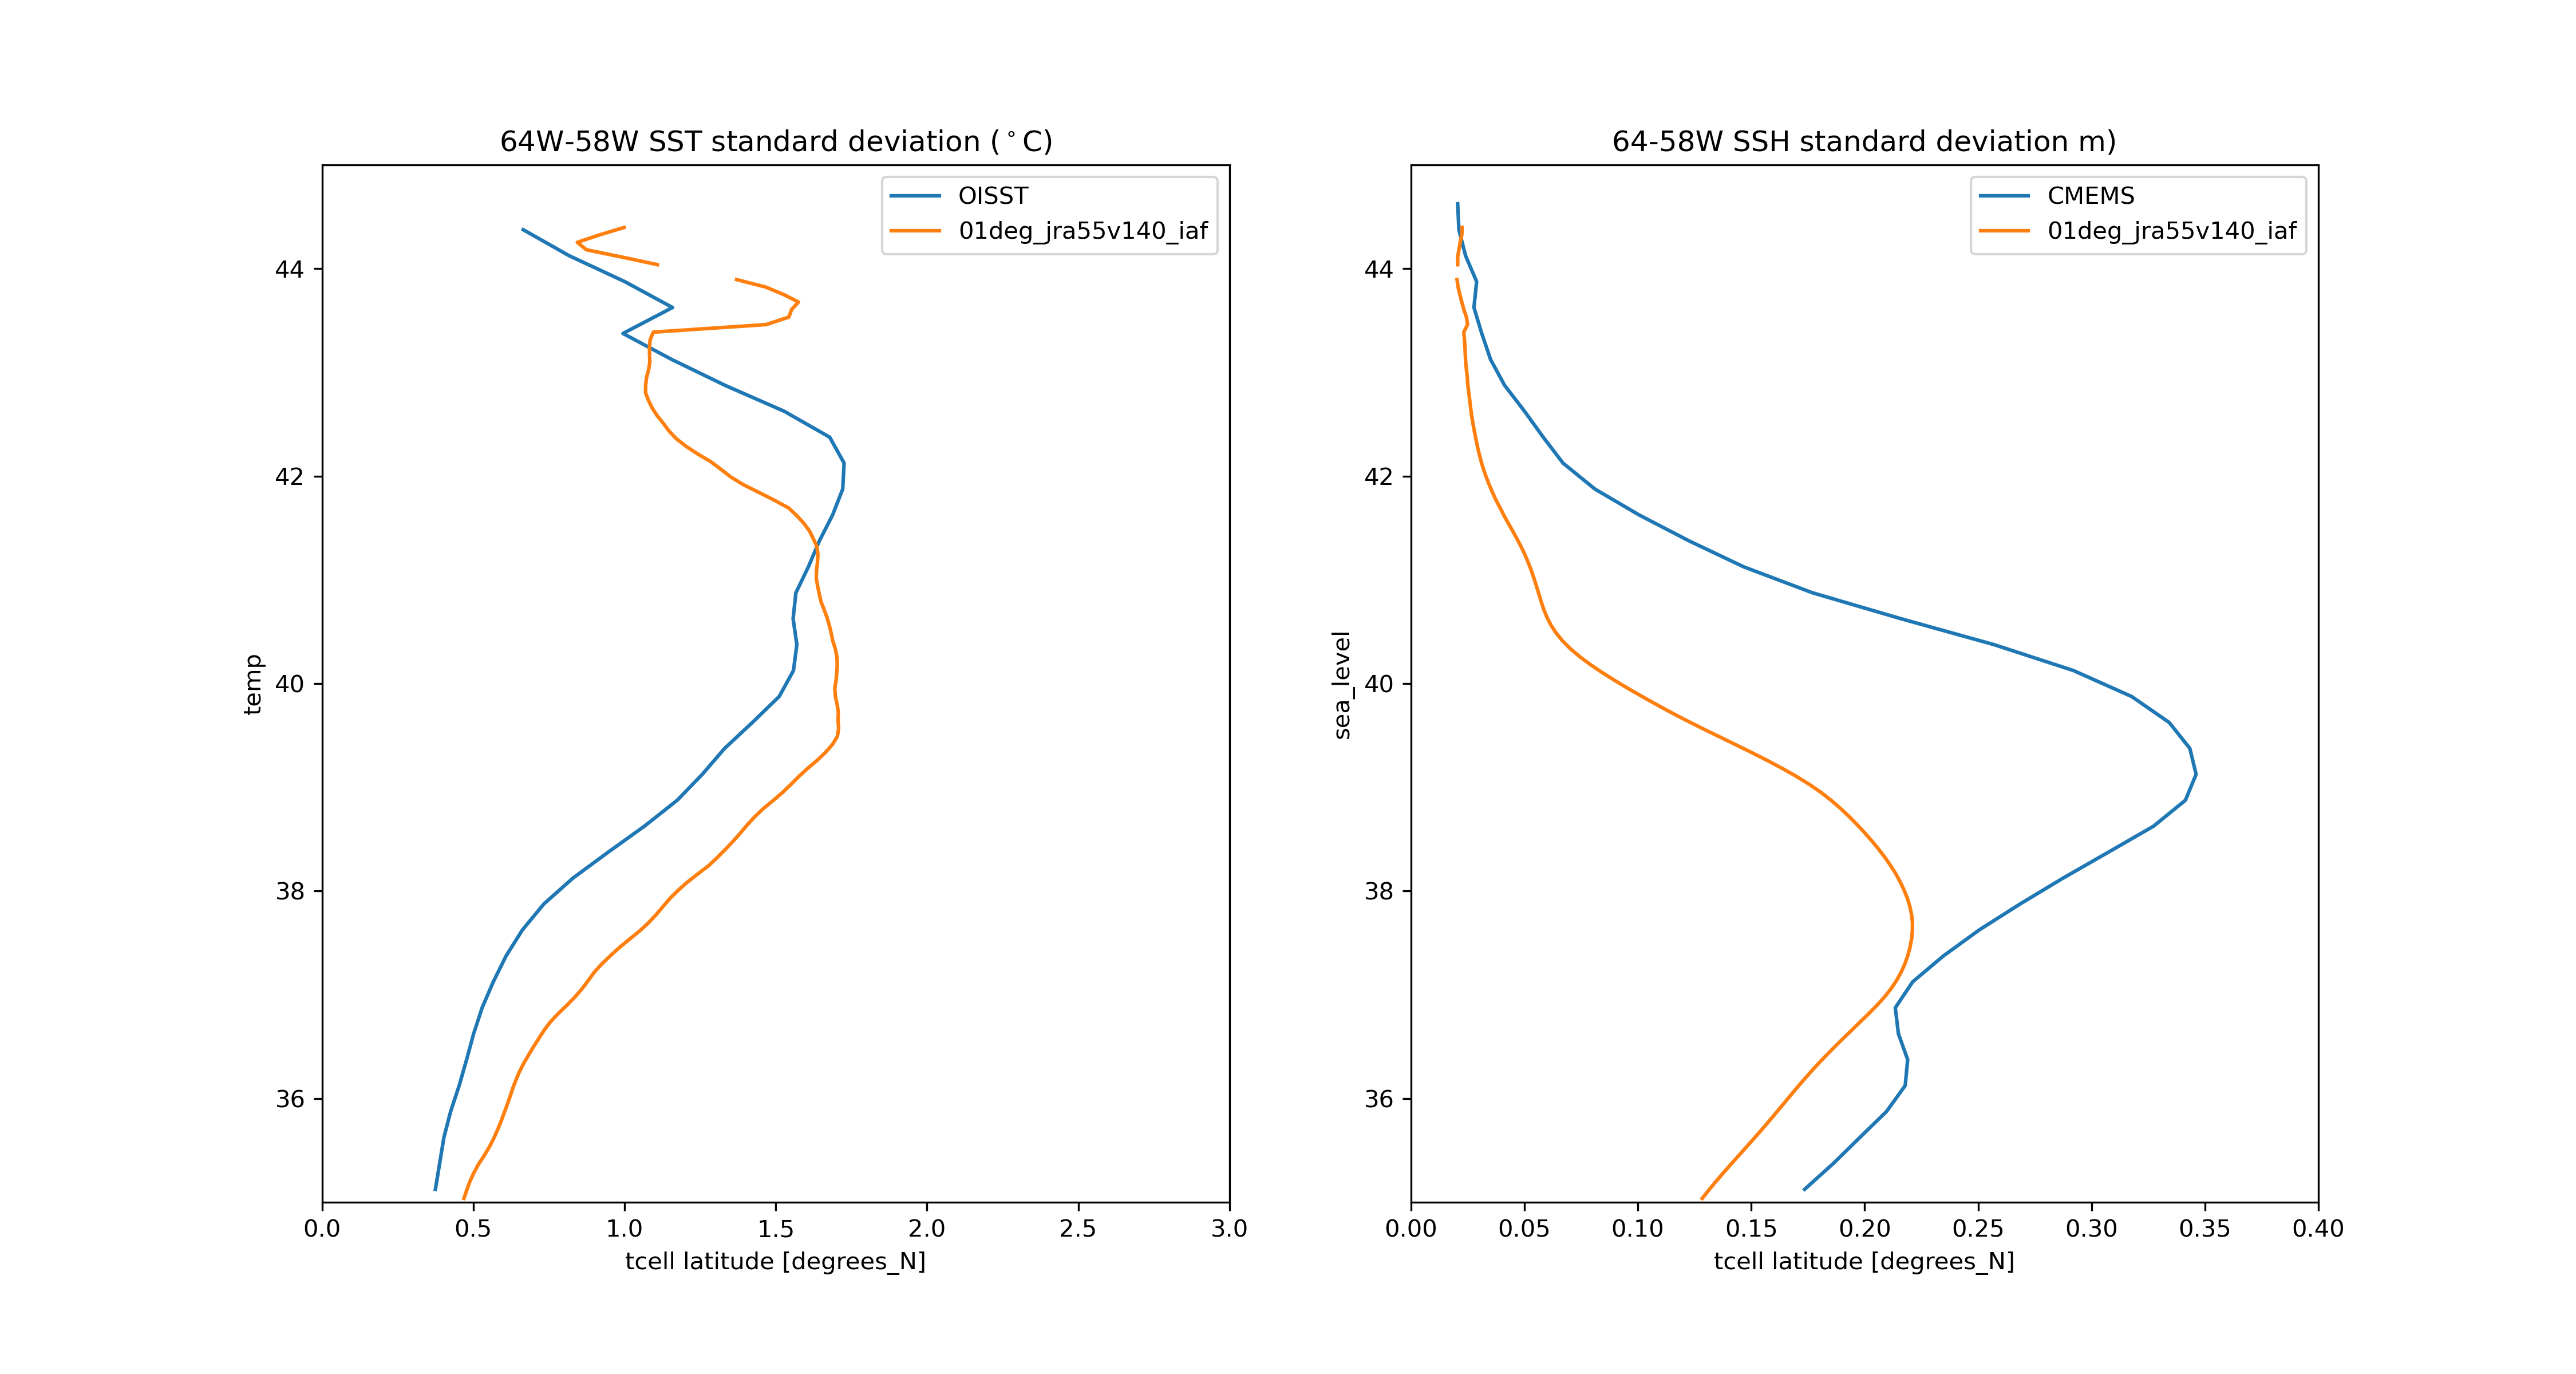 64W-58W SST standard deviation (°C)
OISST
01deg_jra55v140_iaf
temp
44
42
40
38
36
0.0 0.5 1.0 1.5 2.0 2.5 3.0
tcell latitude [degrees_N]
64-58W SSH standard deviation m)
CMEMS
01deg_jra55v140_iaf
sea_level
44
42
40
38
36
0.00 0.05 0.10 0.15 0.20 0.25 0.30 0.35 0.40
tcell latitude [degrees_N]